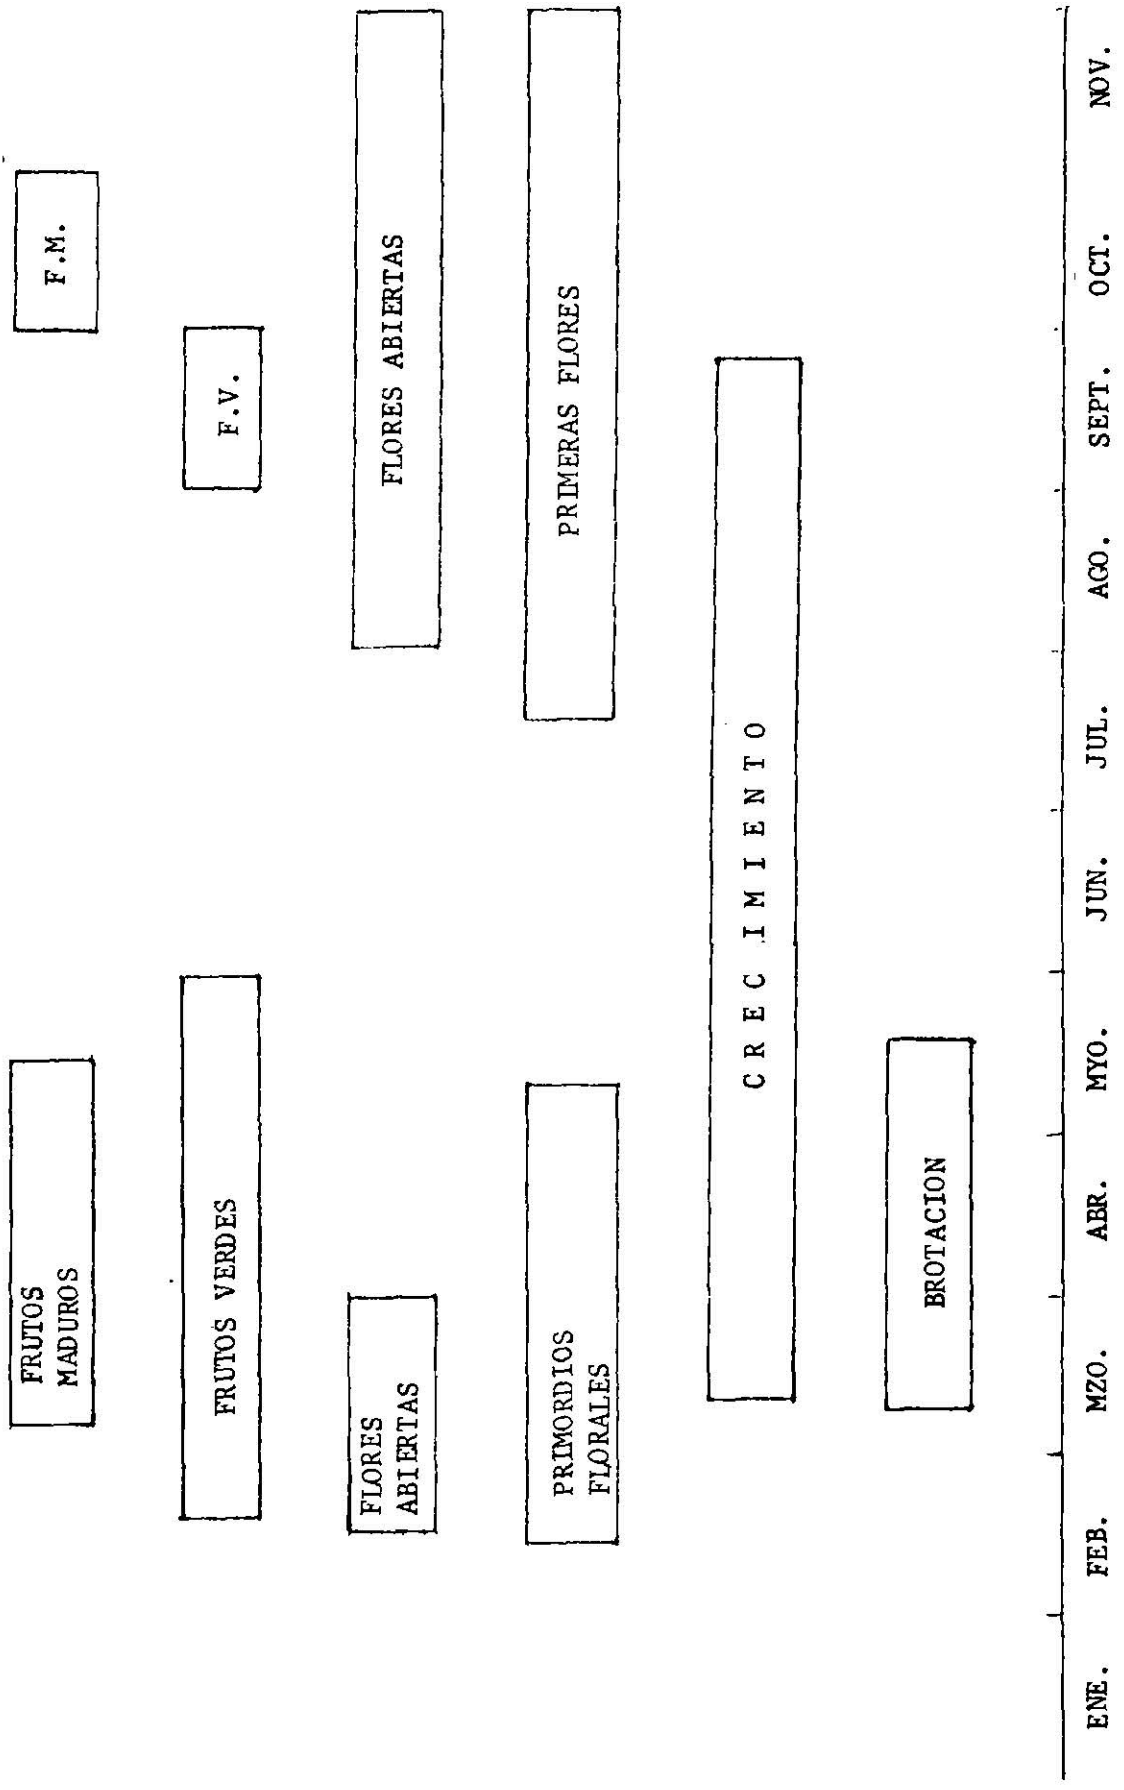 FRUTOS
MADUROS
F.M.
FRUTOS VERDES
F.V.
FLORES
ABIERTAS
FLORES ABIERTAS
PRIMORDIOS
FLORALES
PRIMERAS FLORES
CRECIMIENTO
BROTACION
ENE. FEB. MZO. ABR. MYO. JUN. JUL. AGO. SEPT. OCT. NOV.